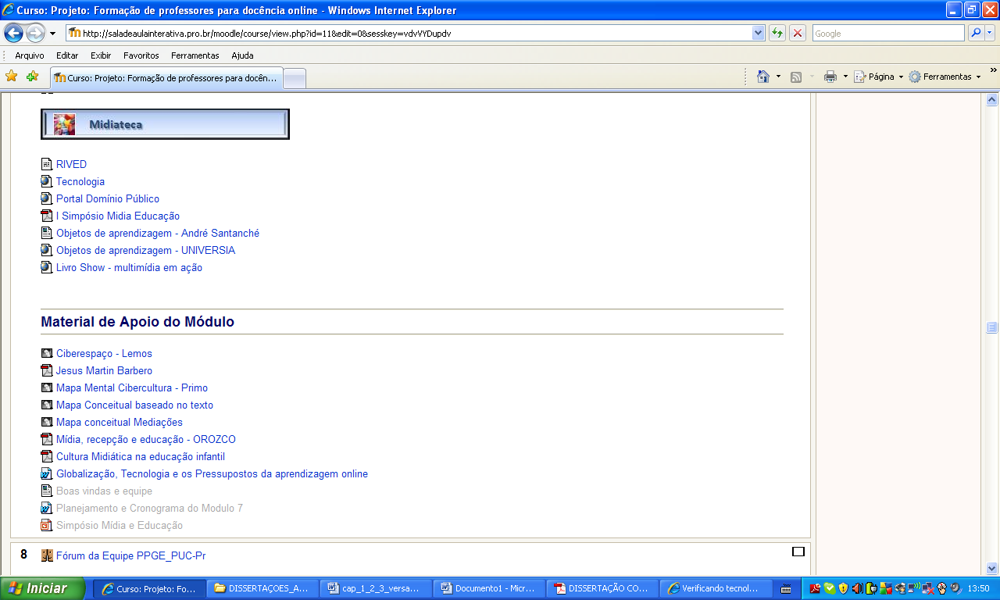 Curso: Projeto: Formação de professores para docência online - Windows Internet Explorer
http://saladeaulainterativa.pro.br/moodle/course/view.php?id=11&edit=0&sesskey=vdvVYDupdv
Google
Arquivo Editar Exibir Favoritos Ferramentas Ajuda
Curso: Projeto: Formação de professores para docên...
Página Ferramentas
Midiateca
RIVED
Tecnologia
Portal Domínio Público
I Simpósio Midia Educação
Objetos de aprendizagem - André Santanché
Objetos de aprendizagem - UNIVERSIA
Livro Show - multimídia em ação
Material de Apoio do Módulo
Ciberespaço - Lemos
Jesus Martin Barbero
Mapa Mental Cibercultura - Primo
Mapa Conceitual baseado no texto
Mapa conceitual Mediações
Mídia, recepção e educação - OROZCO
Cultura Midiática na educação infantil
Globalização, Tecnologia e os Pressupostos da aprendizagem online
Boas vindas e equipe
Planejamento e Cronograma do Modulo 7
Simpósio Mídia e Educação
8 Fórum da Equipe PPGE_PUC-Pr
Iniciar Curso: Projeto: Fo... DISSERTAÇOES_A... cap_1_2_3_versa... Documento1 - Micr... DISSERTAÇÃO CO... Verificando tecnol... 13:50